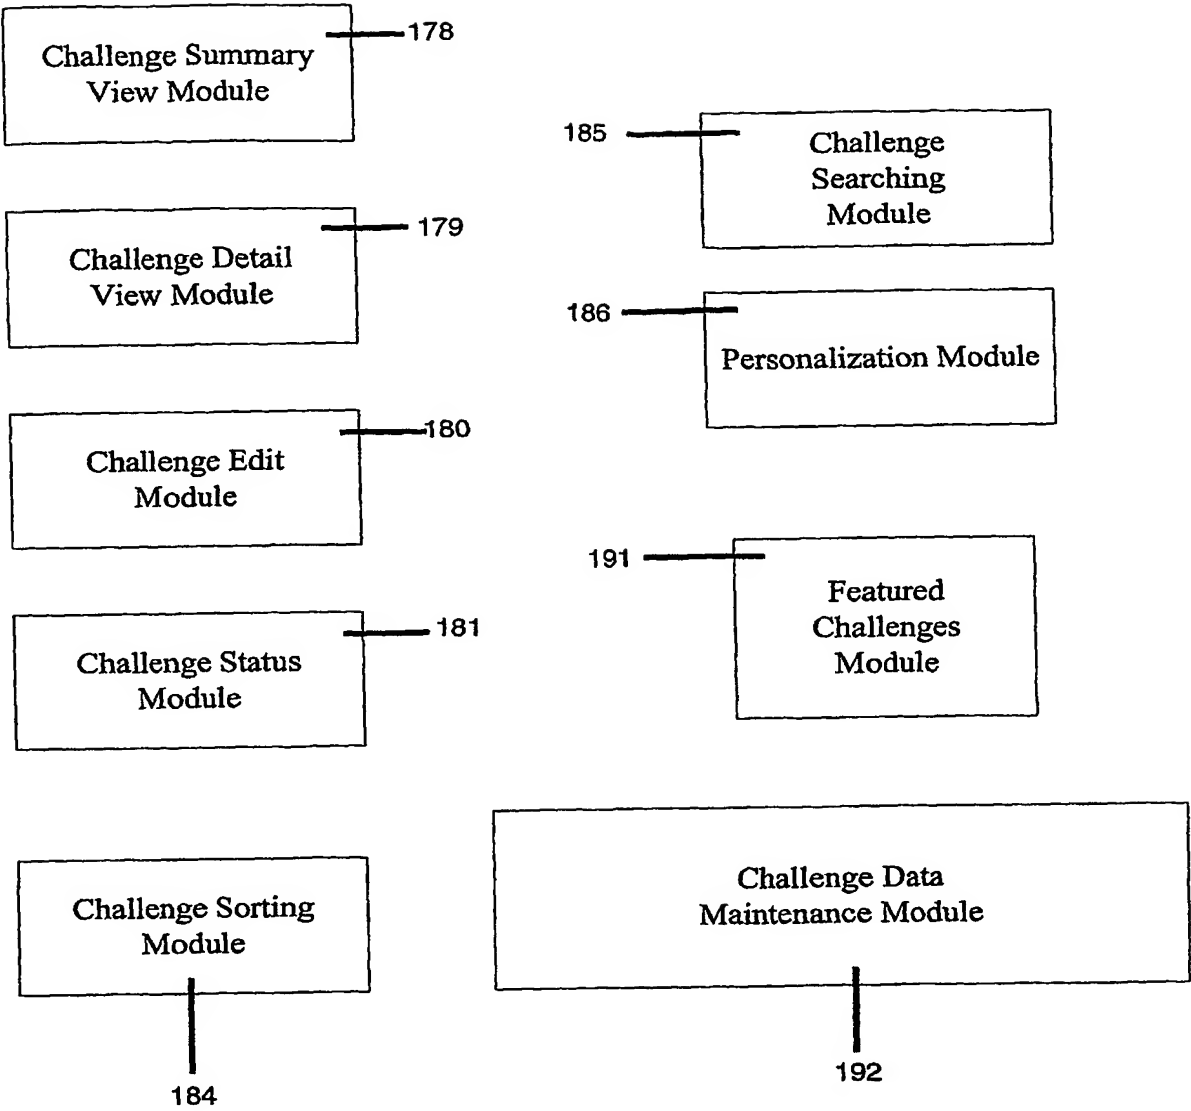 178
Challenge Summary
View Module
179
Challenge Detail
View Module
180
Challenge Edit
Module
181
Challenge Status
Module
Challenge Sorting
Module
184
185
Challenge
Searching
Module
186
Personalization Module
191
Featured
Challenges
Module
Challenge Data
Maintenance Module
192